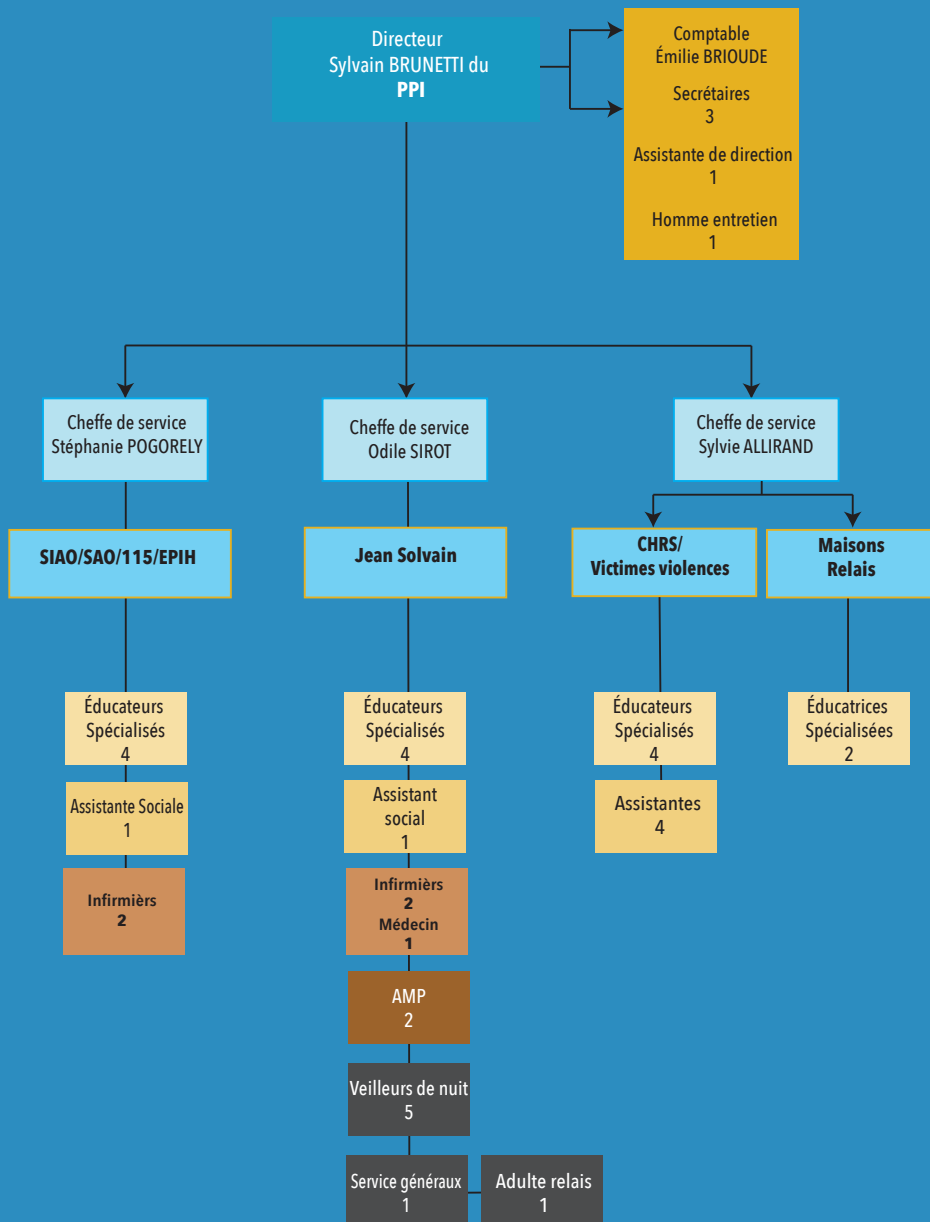 Directeur
Sylvain BRUNETTI du
PPI
Comptable
Émilie BRIOUDE
Secrétaires
3
Assistante de direction
1
Homme entretien
1
Cheffe de service
Stéphanie POGORELY
Cheffe de service
Odile SIROT
Cheffe de service
Sylvie ALLIRAND
SIAO/SAO/115/EPIH
Jean Solvain
CHRS/
Victimes violences
Maisons
Relais
Éducateurs
Spécialisés
4
Assistante Sociale
1
Infirmièrs
2
Éducateurs
Spécialisés
4
Assistant
social
1
Infirmièrs
2
Médecin
1
AMP
2
Veilleurs de nuit
5
Service généraux
1
Adulte relais
1
Éducateurs
Spécialisés
4
Assistantes
4
Éducatrices
Spécialisées
2